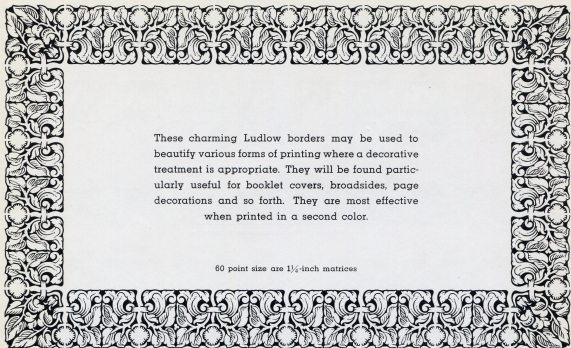 These charming Ludlow borders may be used to
beautify various forms of printing where a decorative
treatment is appropriate. They will be found partic-
ularly useful for booklet covers, broadsides, page
decorations and so forth. They are most effective
when printed in a second color.
60 point size are 1½-inch matrices